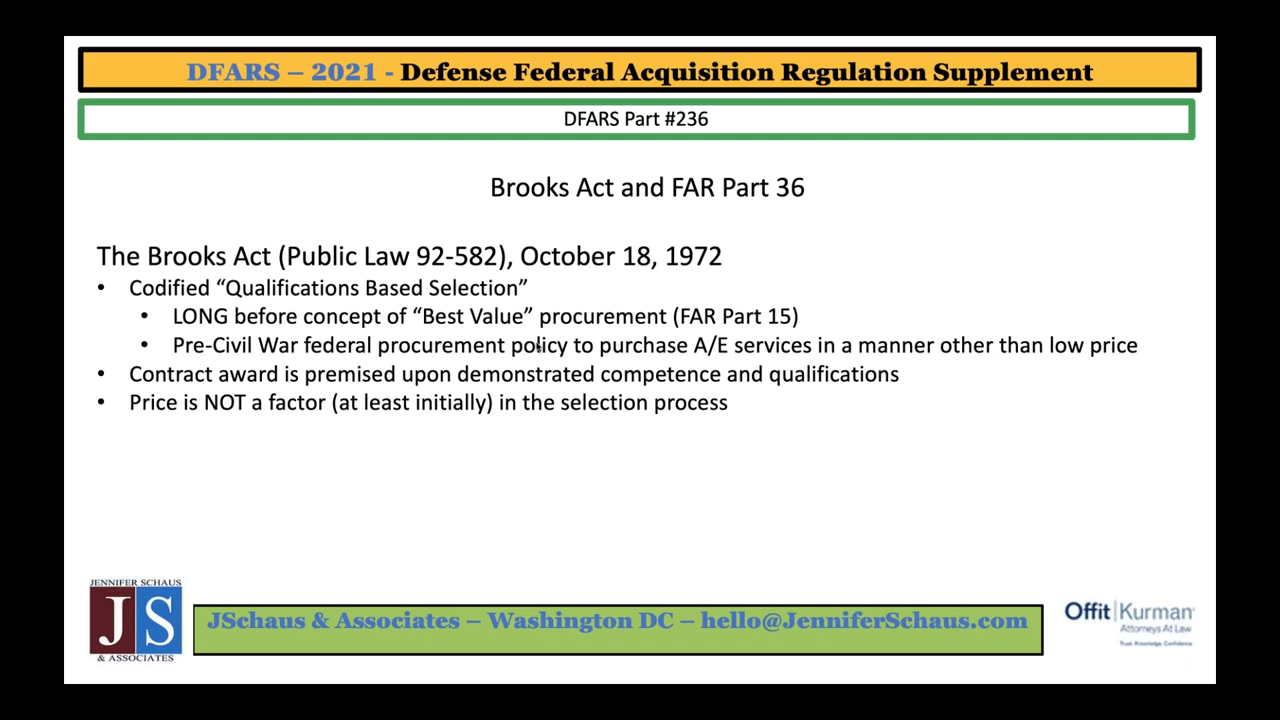 DFARS – 2021 - Defense Federal Acquisition Regulation Supplement
DFARS Part #236
Brooks Act and FAR Part 36
The Brooks Act (Public Law 92-582), October 18, 1972
• Codified “Qualifications Based Selection”
• LONG before concept of “Best Value” procurement (FAR Part 15)
• Pre-Civil War federal procurement policy to purchase A/E services in a manner other than low price
• Contract award is premised upon demonstrated competence and qualifications
• Price is NOT a factor (at least initially) in the selection process
JENNIFER SCHAUS
JS
& ASSOCIATES
JSchaus & Associates – Washington DC – hello@JenniferSchaus.com
Offit | Kurman
Attorneys At Law
Trust. Knowledge. Confidence.